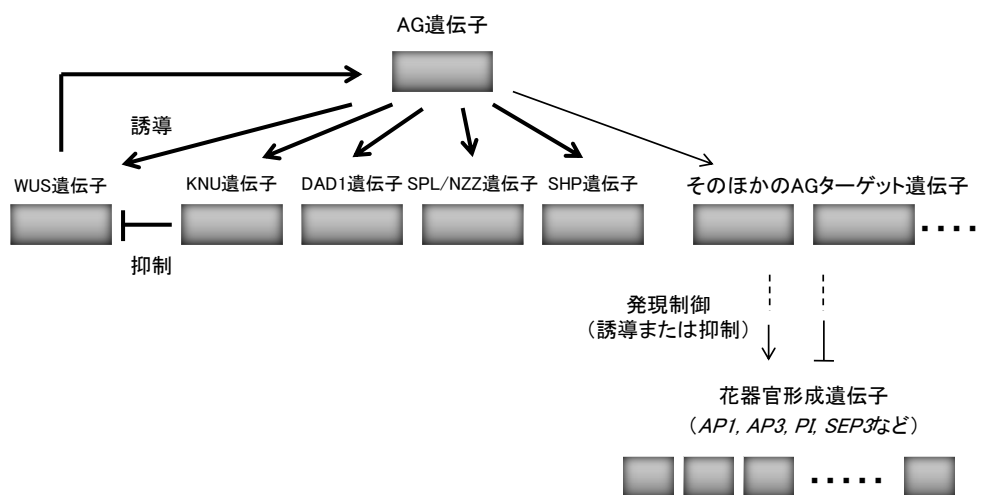 AG遺伝子
誘導
WUS遺伝子
KNU遺伝子
DAD1遺伝子
SPL/NZZ遺伝子
SHP遺伝子
そのほかのAGターゲット遺伝子
抑制
発現制御
（誘導または抑制）
花器官形成遺伝子
（AP1, AP3, PI, SEP3など）